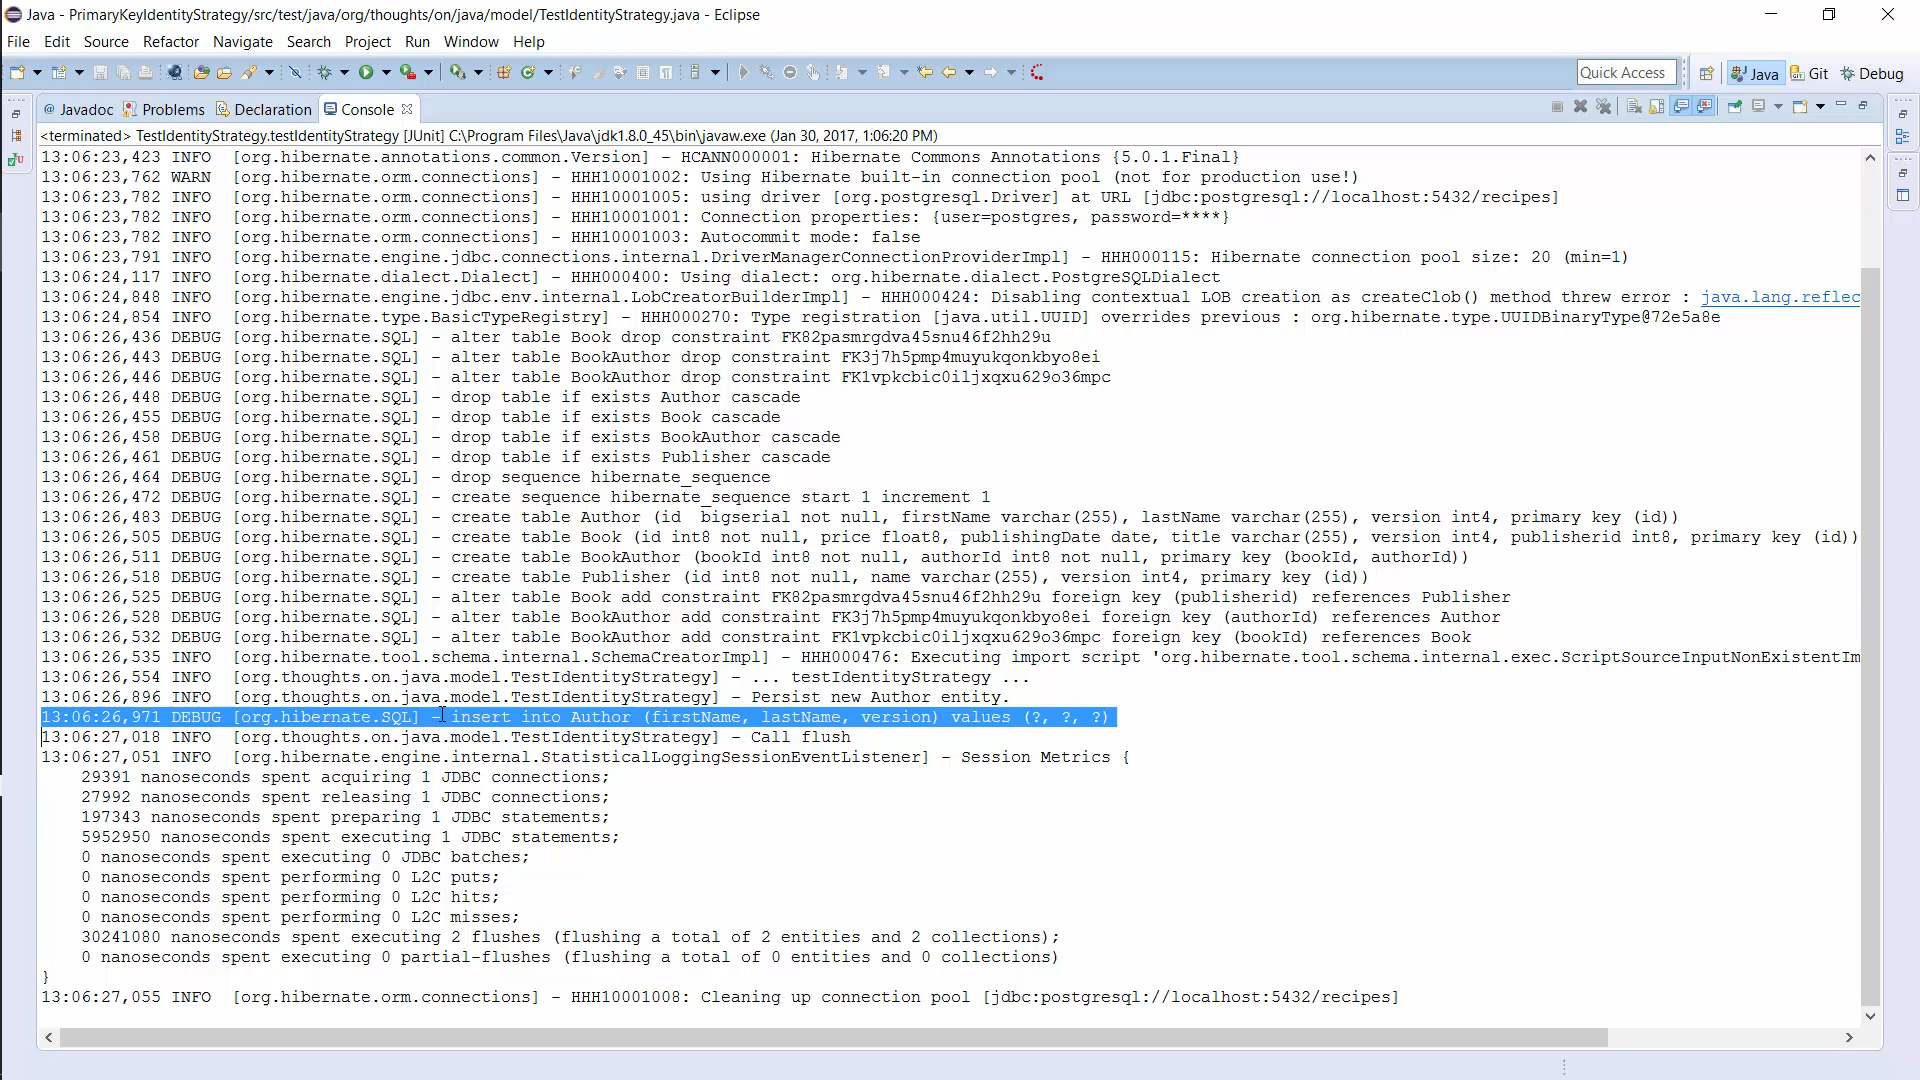 Java - PrimaryKeyIdentityStrategy/src/test/java/org/thoughts/on/java/model/TestIdentityStrategy.java - Eclipse
File Edit Source Refactor Navigate Search Project Run Window Help
Quick Access Java Git Debug
@ Javadoc Problems Declaration Console
<terminated> TestIdentityStrategy.testIdentityStrategy [JUnit] C:\Program Files\Java\jdk1.8.0_45\bin\javaw.exe (Jan 30, 2017, 1:06:20 PM)
13:06:23,423 INFO [org.hibernate.annotations.common.Version] - HCANN000001: Hibernate Commons Annotations {5.0.1.Final}
13:06:23,762 WARN [org.hibernate.orm.connections] - HHH10001002: Using Hibernate built-in connection pool (not for production use!)
13:06:23,782 INFO [org.hibernate.orm.connections] - HHH10001005: using driver [org.postgresql.Driver] at URL [jdbc:postgresql://localhost:5432/recipes]
13:06:23,782 INFO [org.hibernate.orm.connections] - HHH10001001: Connection properties: {user=postgres, password=****}
13:06:23,782 INFO [org.hibernate.orm.connections] - HHH10001003: Autocommit mode: false
13:06:23,791 INFO [org.hibernate.engine.jdbc.connections.internal.DriverManagerConnectionProviderImpl] - HHH000115: Hibernate connection pool size: 20 (min=1)
13:06:24,117 INFO [org.hibernate.dialect.Dialect] - HHH000400: Using dialect: org.hibernate.dialect.PostgreSQLDialect
13:06:24,848 INFO [org.hibernate.engine.jdbc.env.internal.LobCreatorBuilderImpl] - HHH000424: Disabling contextual LOB creation as createClob() method threw error : java.lang.reflec
13:06:24,854 INFO [org.hibernate.type.BasicTypeRegistry] - HHH000270: Type registration [java.util.UUID] overrides previous : org.hibernate.type.UUIDBinaryType@72e5a8e
13:06:26,436 DEBUG [org.hibernate.SQL] - alter table Book drop constraint FK82pasmrgdva45snu46f2hh29u
13:06:26,443 DEBUG [org.hibernate.SQL] - alter table BookAuthor drop constraint FK3j7h5pmp4muyukqonkbyo8ei
13:06:26,446 DEBUG [org.hibernate.SQL] - alter table BookAuthor drop constraint FK1vpkcbic0iljxqxu629o36mpc
13:06:26,448 DEBUG [org.hibernate.SQL] - drop table if exists Author cascade
13:06:26,455 DEBUG [org.hibernate.SQL] - drop table if exists Book cascade
13:06:26,458 DEBUG [org.hibernate.SQL] - drop table if exists BookAuthor cascade
13:06:26,461 DEBUG [org.hibernate.SQL] - drop table if exists Publisher cascade
13:06:26,464 DEBUG [org.hibernate.SQL] - drop sequence hibernate_sequence
13:06:26,472 DEBUG [org.hibernate.SQL] - create sequence hibernate_sequence start 1 increment 1
13:06:26,483 DEBUG [org.hibernate.SQL] - create table Author (id  bigserial not null, firstName varchar(255), lastName varchar(255), version int4, primary key (id))
13:06:26,505 DEBUG [org.hibernate.SQL] - create table Book (id int8 not null, price float8, publishingDate date, title varchar(255), version int4, publisherid int8, primary key (id))
13:06:26,511 DEBUG [org.hibernate.SQL] - create table BookAuthor (bookId int8 not null, authorId int8 not null, primary key (bookId, authorId))
13:06:26,518 DEBUG [org.hibernate.SQL] - create table Publisher (id int8 not null, name varchar(255), version int4, primary key (id))
13:06:26,525 DEBUG [org.hibernate.SQL] - alter table Book add constraint FK82pasmrgdva45snu46f2hh29u foreign key (publisherid) references Publisher
13:06:26,528 DEBUG [org.hibernate.SQL] - alter table BookAuthor add constraint FK3j7h5pmp4muyukqonkbyo8ei foreign key (authorId) references Author
13:06:26,532 DEBUG [org.hibernate.SQL] - alter table BookAuthor add constraint FK1vpkcbic0iljxqxu629o36mpc foreign key (bookId) references Book
13:06:26,535 INFO [org.hibernate.tool.schema.internal.SchemaCreatorImpl] - HHH000476: Executing import script 'org.hibernate.tool.schema.internal.exec.ScriptSourceInputNonExistentIm
13:06:26,554 INFO [org.thoughts.on.java.model.TestIdentityStrategy] - ... testIdentityStrategy ...
13:06:26,896 INFO [org.thoughts.on.java.model.TestIdentityStrategy] - Persist new Author entity.
13:06:26,971 DEBUG [org.hibernate.SQL] - insert into Author (firstName, lastName, version) values (?, ?, ?)
13:06:27,018 INFO [org.thoughts.on.java.model.TestIdentityStrategy] - Call flush
13:06:27,051 INFO [org.hibernate.engine.internal.StatisticalLoggingSessionEventListener] - Session Metrics {
29391 nanoseconds spent acquiring 1 JDBC connections;
27992 nanoseconds spent releasing 1 JDBC connections;
197343 nanoseconds spent preparing 1 JDBC statements;
5952950 nanoseconds spent executing 1 JDBC statements;
0 nanoseconds spent executing 0 JDBC batches;
0 nanoseconds spent performing 0 L2C puts;
0 nanoseconds spent performing 0 L2C hits;
0 nanoseconds spent performing 0 L2C misses;
30241080 nanoseconds spent executing 2 flushes (flushing a total of 2 entities and 2 collections);
0 nanoseconds spent executing 0 partial-flushes (flushing a total of 0 entities and 0 collections)
}
13:06:27,055 INFO [org.hibernate.orm.connections] - HHH10001008: Cleaning up connection pool [jdbc:postgresql://localhost:5432/recipes]